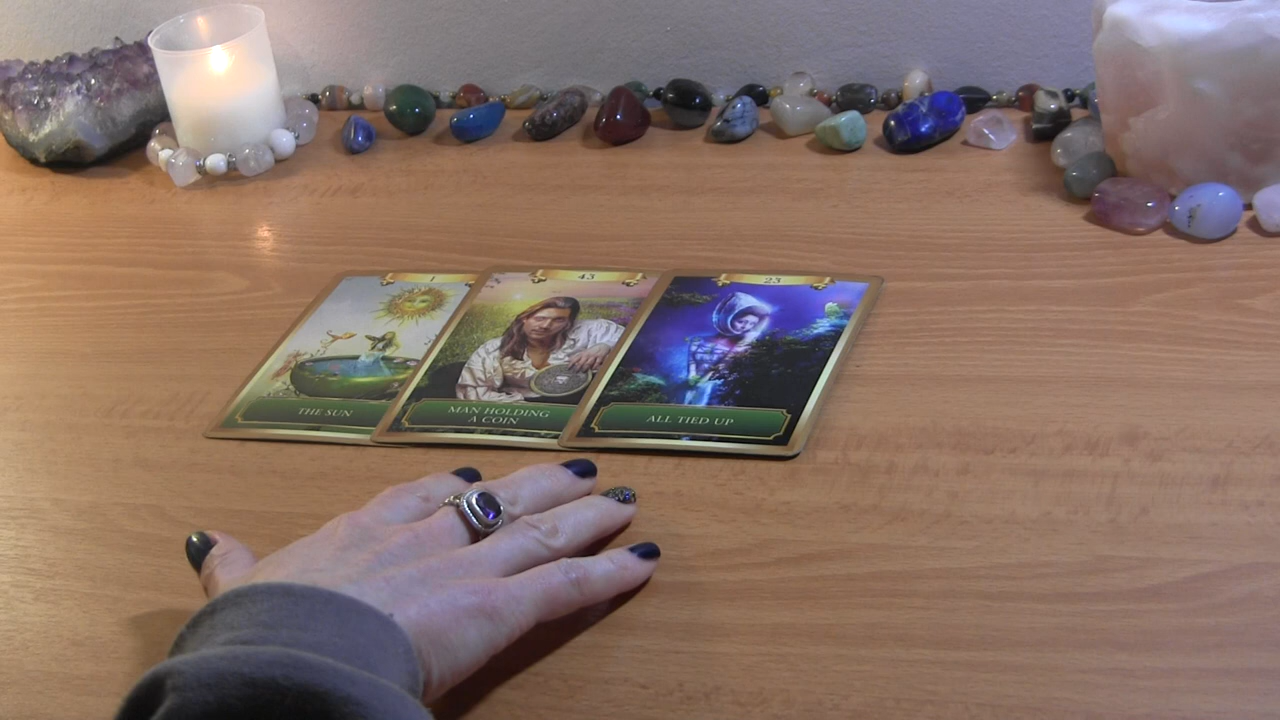 1
43
23
THE SUN
MAN HOLDING
A COIN
ALL TIED UP